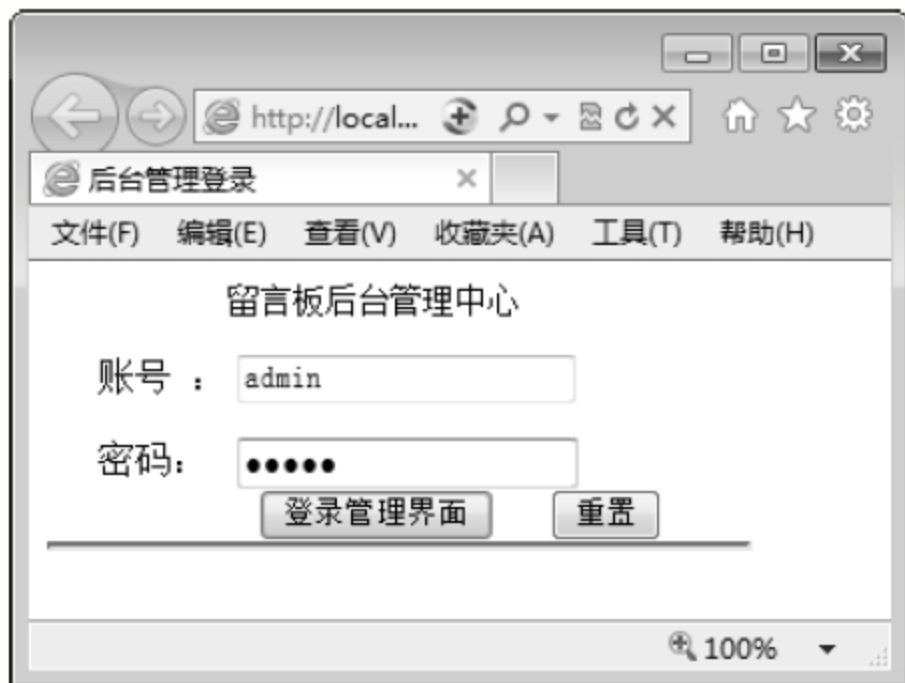 http://local...
后台管理登录
文件(F) 编辑(E) 查看(V) 收藏夹(A) 工具(T) 帮助(H)
留言板后台管理中心
账号 : admin
密码: •••••
登录管理界面 重置
100%